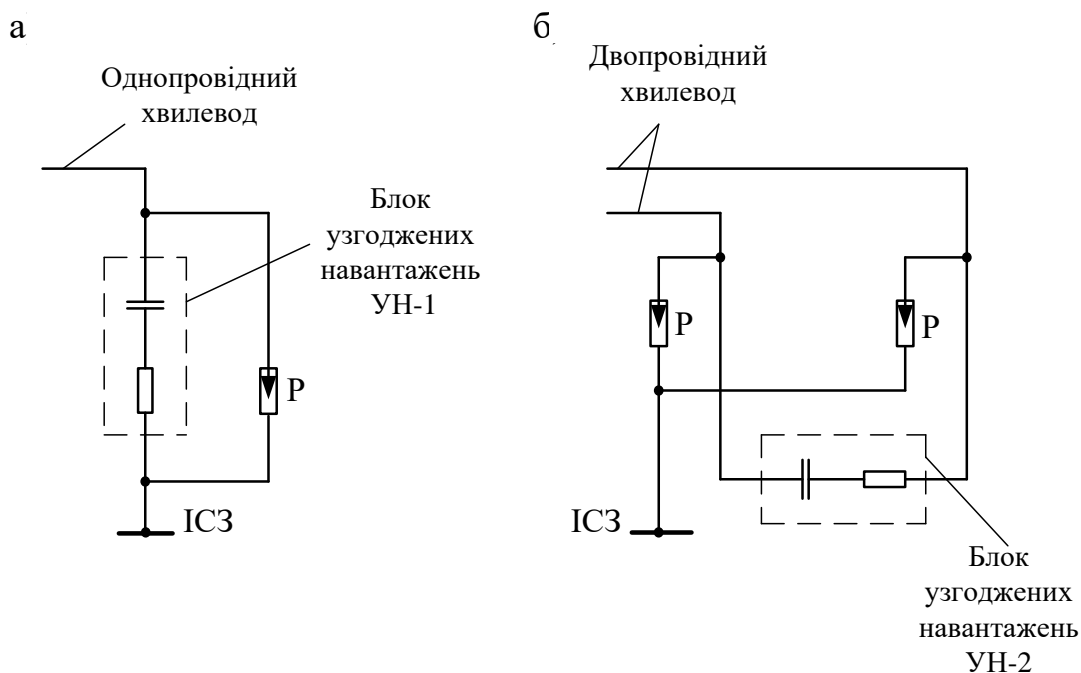 а
Однопровідний
хвилевод
Блок
узгоджених
навантажень
УН-1
Р
ІСЗ
б
Двопровідний
хвилевод
Р
Р
ІСЗ
Блок
узгоджених
навантажень
УН-2